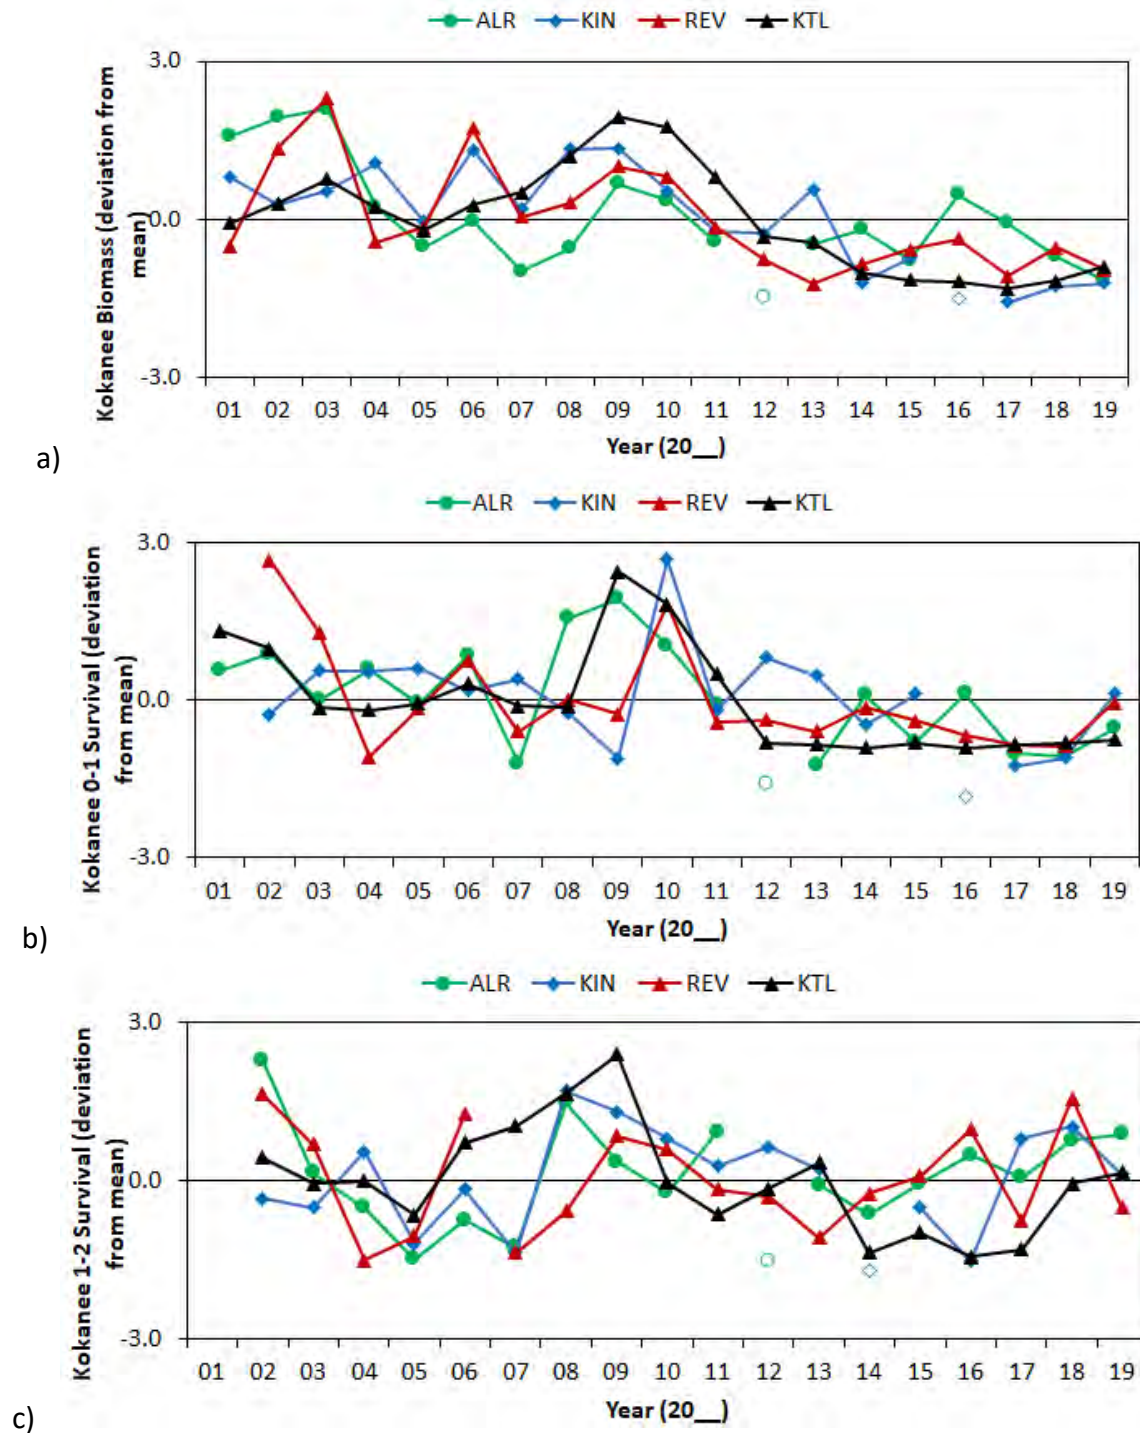 ALR KIN REV KTL
Kokanee Biomass (deviation from
mean)
3.0
0.0
-3.0
01 02 03 04 05 06 07 08 09 10 11 12 13 14 15 16 17 18 19
Year (20__)
a)
ALR KIN REV KTL
Kokanee 0-1 Survival (deviation
from mean)
3.0
0.0
-3.0
01 02 03 04 05 06 07 08 09 10 11 12 13 14 15 16 17 18 19
Year (20__)
b)
ALR KIN REV KTL
Kokanee 1-2 Survival (deviation
from mean)
3.0
0.0
-3.0
01 02 03 04 05 06 07 08 09 10 11 12 13 14 15 16 17 18 19
Year (20__)
c)